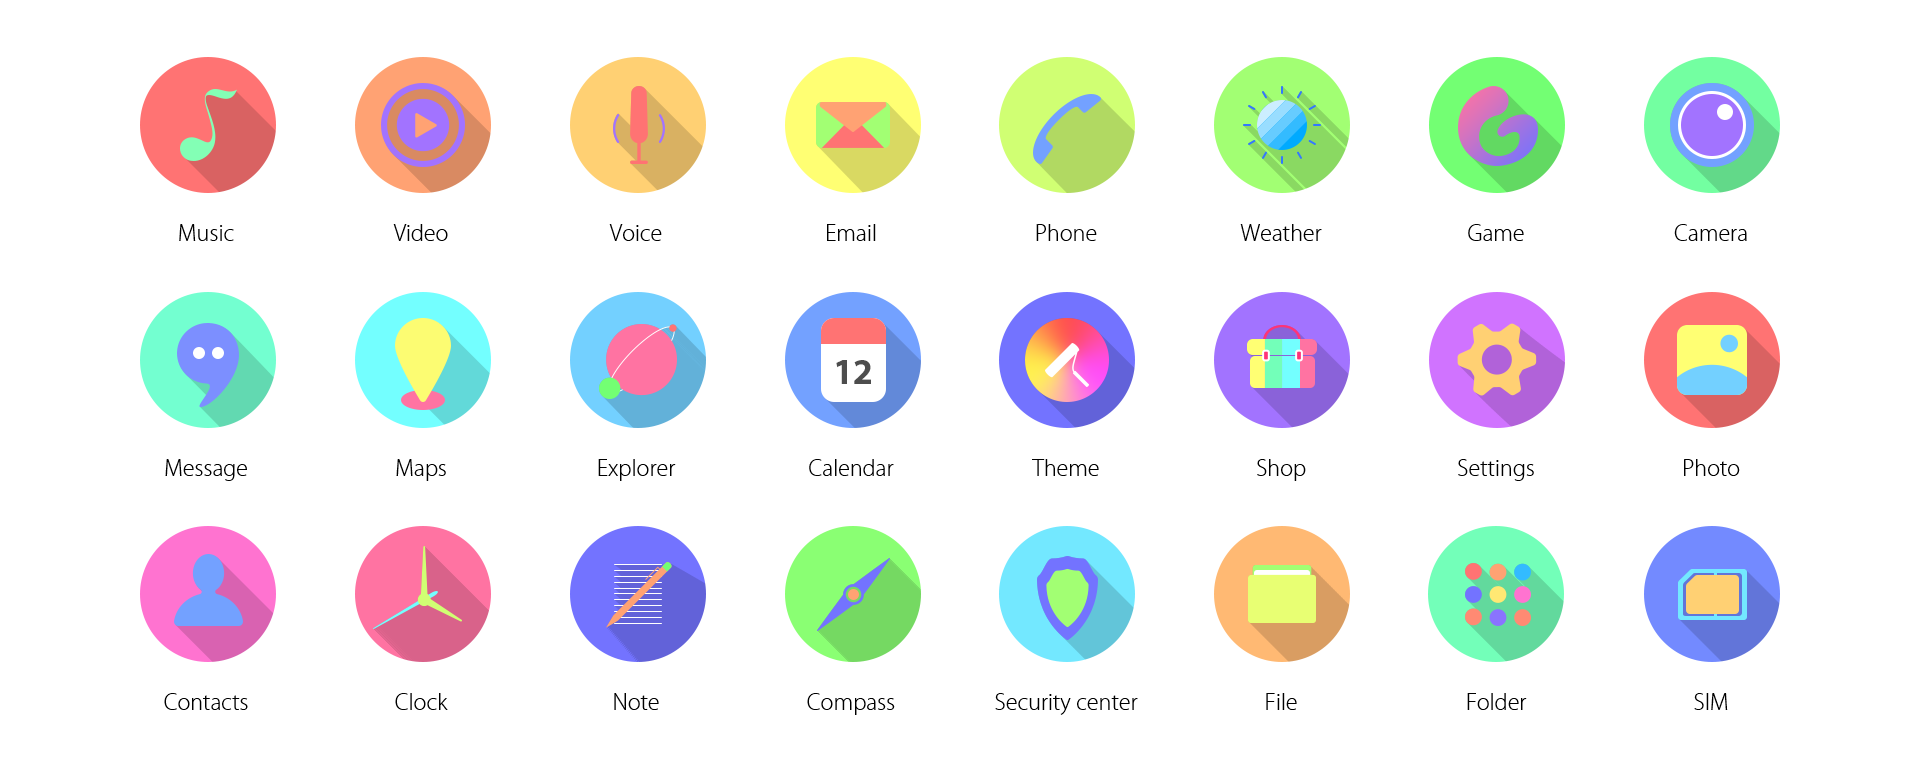 Music Video Voice Email Phone Weather Game Camera
12
Message Maps Explorer Calendar Theme Shop Settings Photo
Contacts Clock Note Compass Security center File Folder SIM